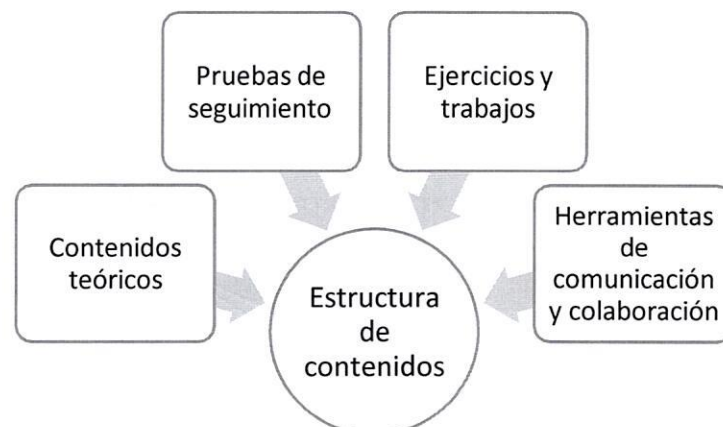 Pruebas de
seguimiento
Ejercicios y
trabajos
Contenidos
teóricos
Herramientas
de
comunicación
y colaboración
Estructura
de
contenidos